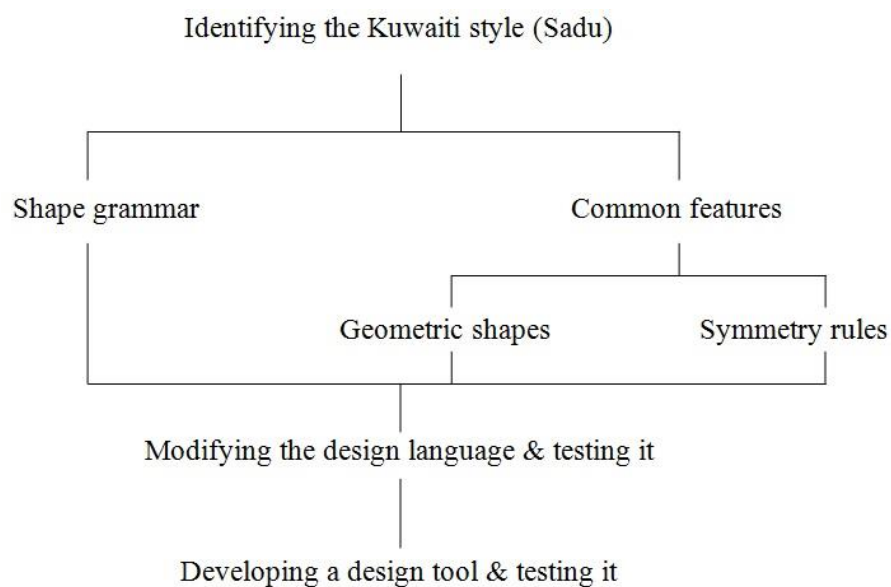 Identifying the Kuwaiti style (Sadu)
Shape grammar
Common features
Geometric shapes
Symmetry rules
Modifying the design language & testing it
Developing a design tool & testing it